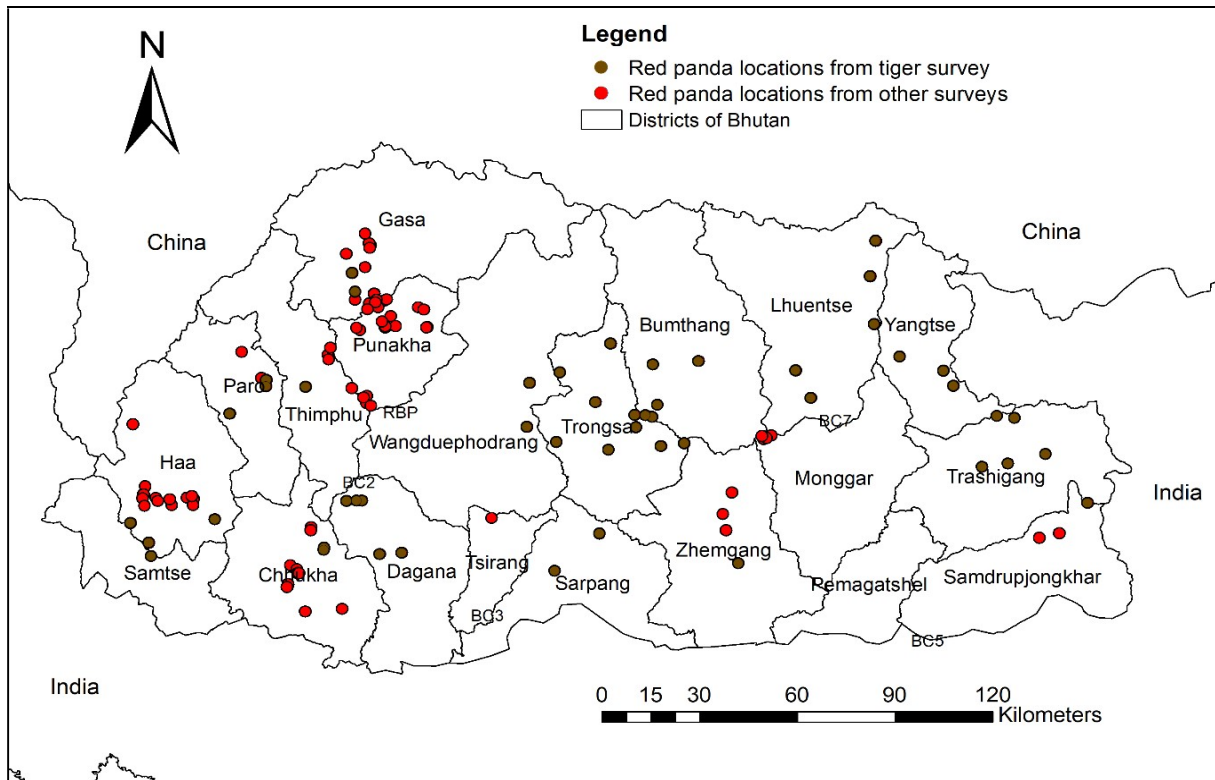 Legend
N
Red panda locations from tiger survey
Red panda locations from other surveys
Districts of Bhutan
Gasa
China
China
Lhuentse
Yangtse
Bumthang
Punakha
Paro
Thimphu
RBP
Trongsa
BC7
Wangduephodrang
Haa
Monggar
Trashigang
BC2
India
Zhemgang
Tsirang
Samtse
Chhukha
Dagana
Sarpang
Pemagatshel
Samdrupjongkhar
BC3
BC5
India
0 15 30 60 90 120
Kilometers